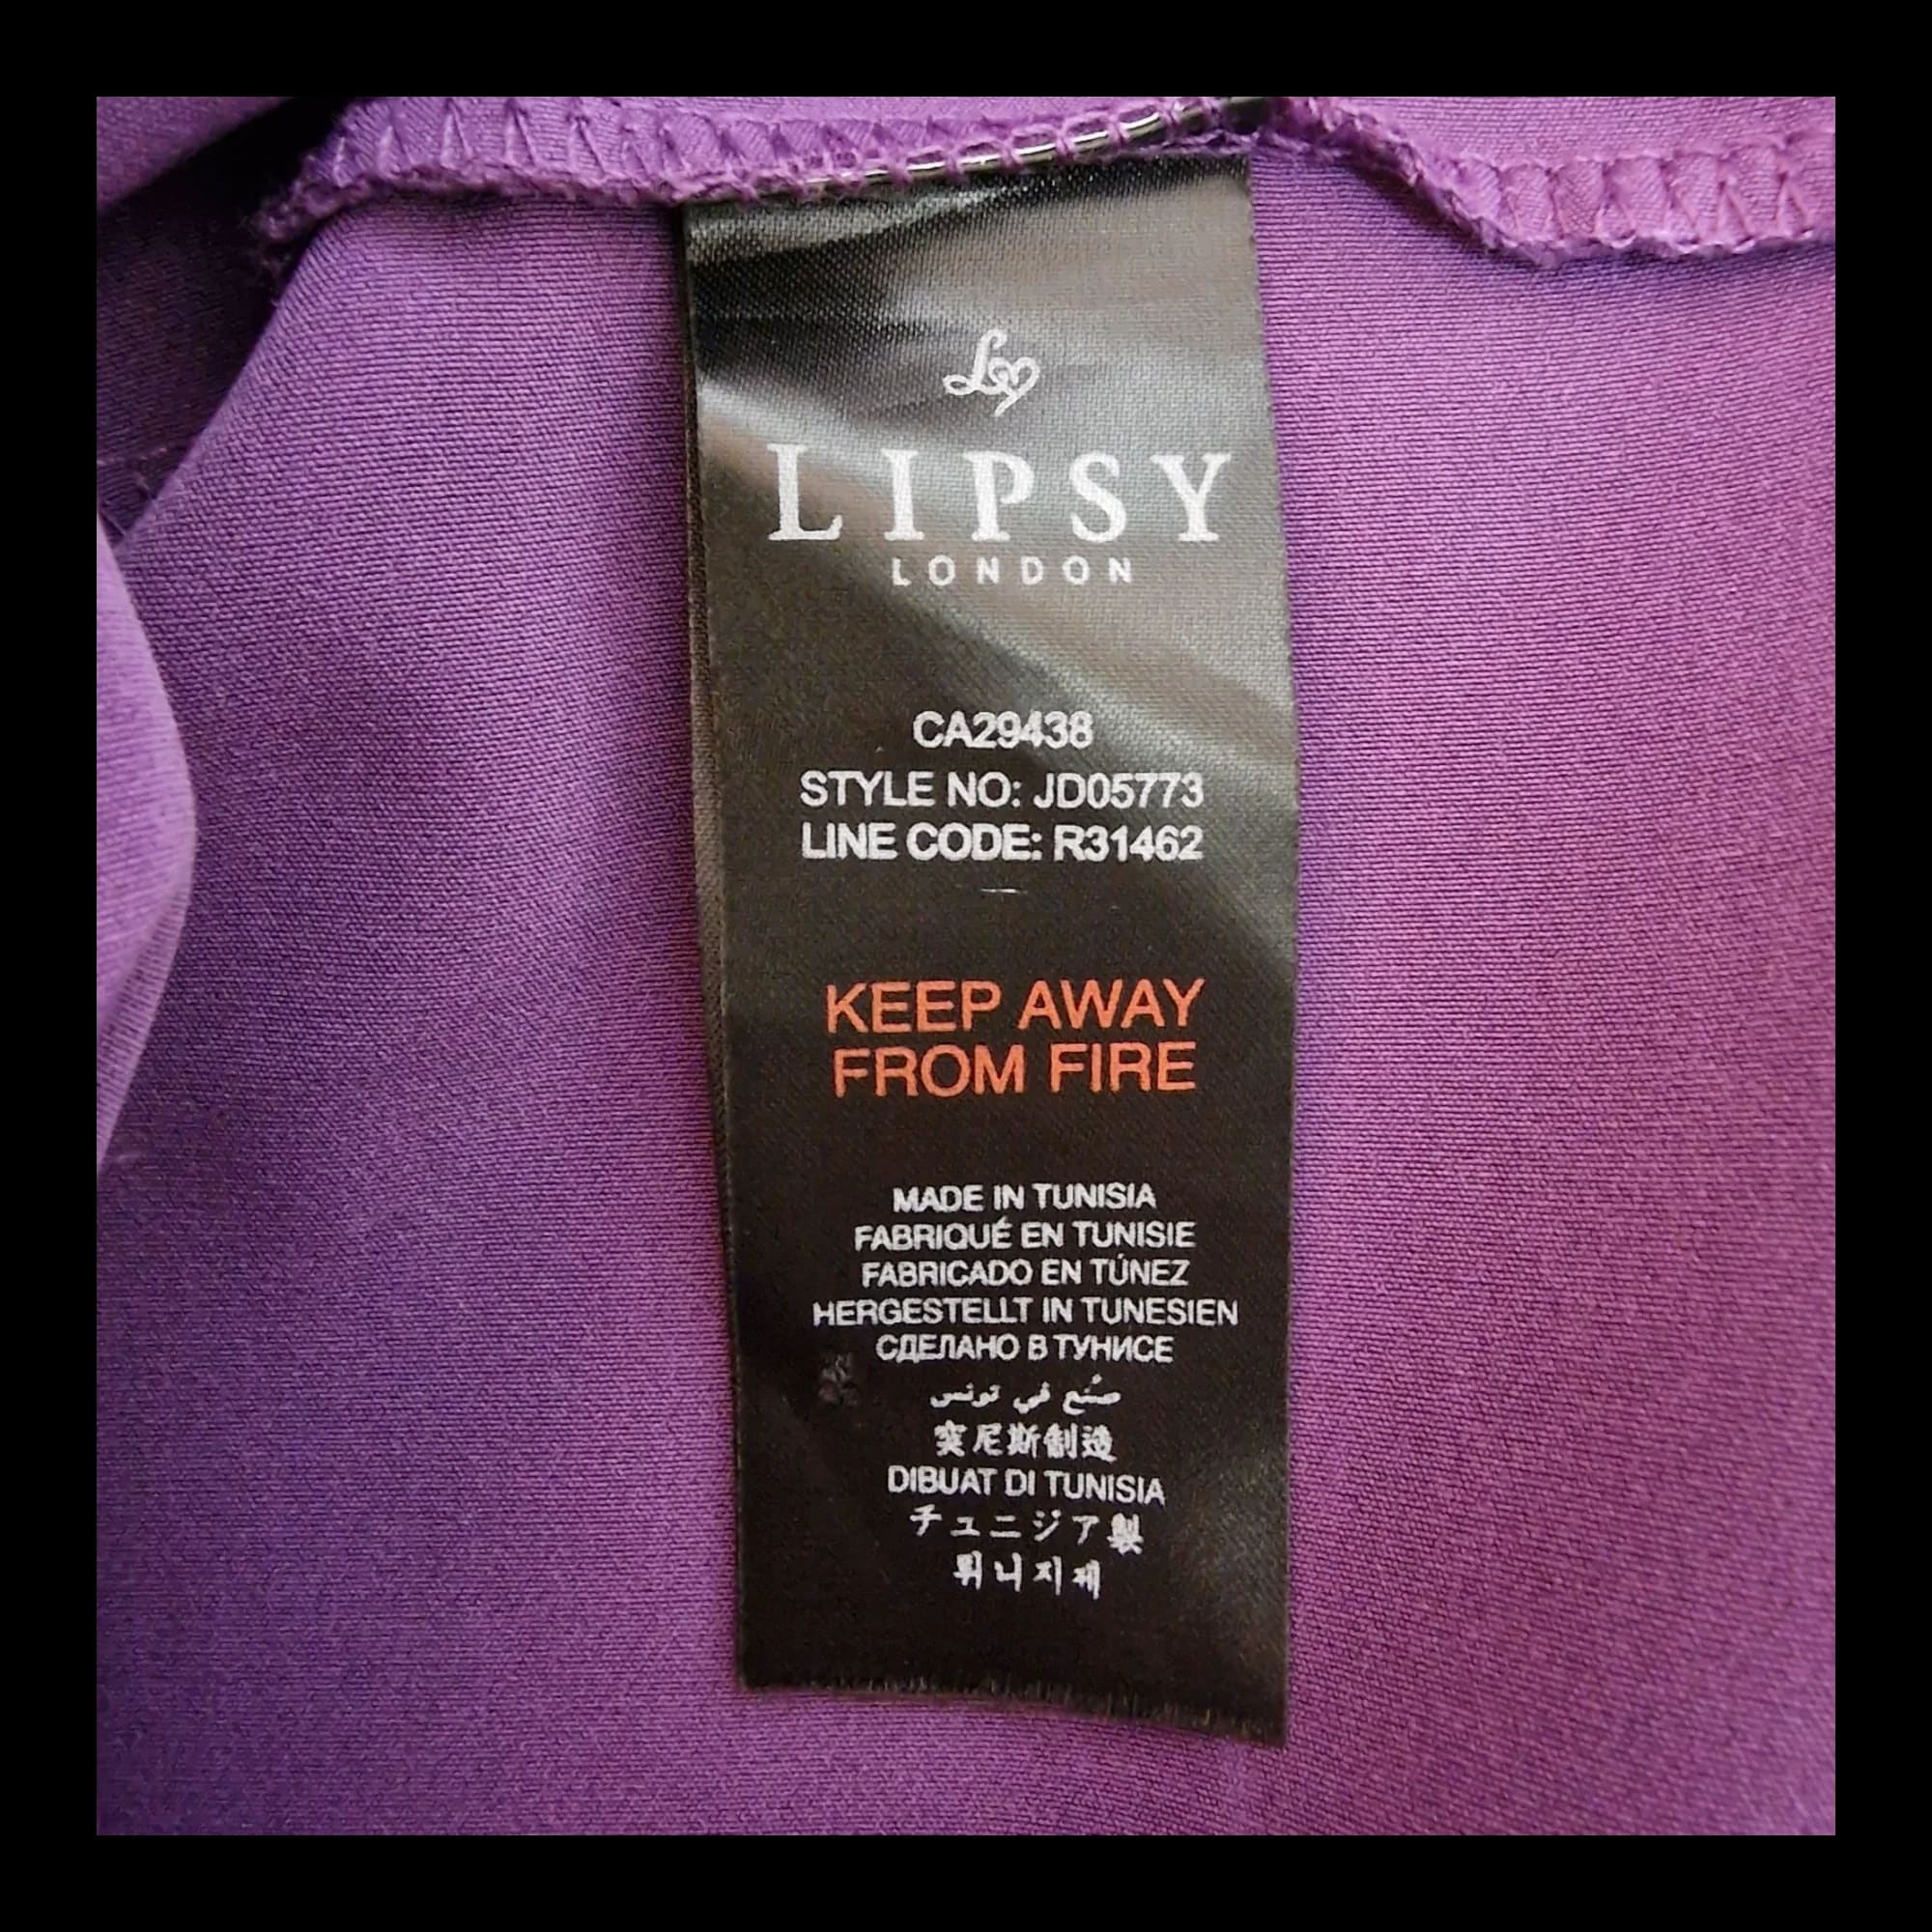 LIPSY
LONDON
CA29438
STYLE NO: JD05773
LINE CODE: R31462
KEEP AWAY
FROM FIRE
MADE IN TUNISIA
FABRIQUÉ EN TUNISIE
FABRICADO EN TÚNEZ
HERGESTELLT IN TUNESIEN
СДЕЛАНО В ТУНИСЕ
صُنع في تونس
突尼斯制造
DIBUAT DI TUNISIA
チュニジア製
튀니지제